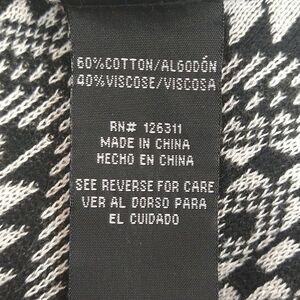 60%COTTON/ALGODÓN
40%VISCOSE/VISCOSA
RN# 126311
MADE IN CHINA
HECHO EN CHINA
SEE REVERSE FOR CARE
VER AL DORSO PARA
EL CUIDADO